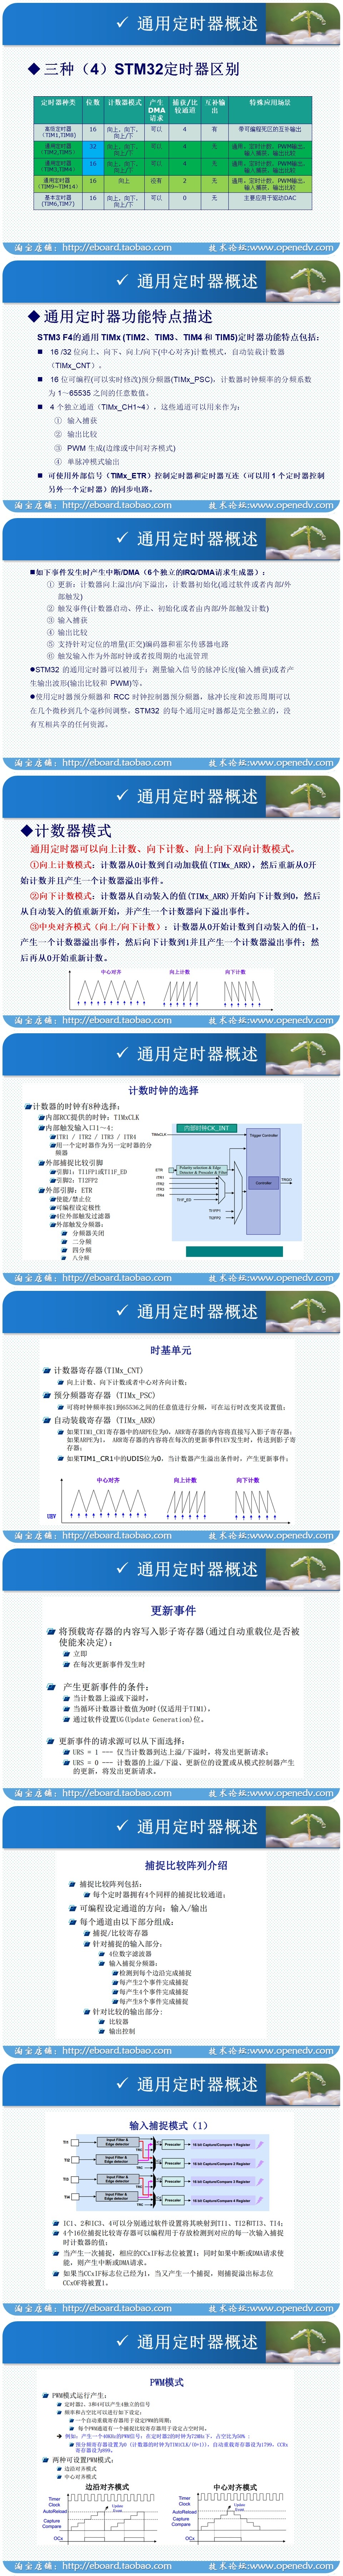 ✓ 通用定时器概述
◆ 三种（4）STM32定时器区别
定时器种类 位数 计数器模式 产生DMA请求 捕获/比较通道 互补输出 特殊应用场景
高级定时器（TIM1,TIM8） 16 向上，向下，向上/下 可以 4 有 带可编程死区的互补输出
通用定时器（TIM2,TIM5） 32 向上，向下，向上/下 可以 4 无 通用。定时计数，PWM输出，输入捕获，输出比较
通用定时器（TIM3,TIM4） 16 向上，向下，向上/下 可以 4 无 通用。定时计数，PWM输出，输入捕获，输出比较
通用定时器（TIM9~TIM14） 16 向上 没有 2 无 通用。定时计数，PWM输出，输入捕获，输出比较
基本定时器（TIM6,TIM7） 16 向上，向下，向上/下 可以 0 无 主要应用于驱动DAC
淘宝店铺：http://eboard.taobao.com 技术论坛:www.openedv.com
✓ 通用定时器概述
◆ 通用定时器功能特点描述
STM3 F4的通用 TIMx (TIM2、TIM3、TIM4 和 TIM5)定时器功能特点包括：
■ 16 /32 位向上、向下、向上/向下(中心对齐)计数模式，自动装载计数器
（TIMx_CNT）。
■ 16 位可编程(可以实时修改)预分频器(TIMx_PSC)，计数器时钟频率的分频系数
为 1～65535 之间的任意数值。
■ 4 个独立通道（TIMx_CH1~4），这些通道可以用来作为：
① 输入捕获
② 输出比较
③ PWM 生成(边缘或中间对齐模式)
④ 单脉冲模式输出
■ 可使用外部信号（TIMx_ETR）控制定时器和定时器互连（可以用 1 个定时器控制
另外一个定时器）的同步电路。
淘宝店铺：http://eboard.taobao.com 技术论坛:www.openedv.com
✓ 通用定时器概述
■如下事件发生时产生中断/DMA（6个独立的IRQ/DMA请求生成器）：
① 更新：计数器向上溢出/向下溢出，计数器初始化(通过软件或者内部/外
部触发)
② 触发事件(计数器启动、停止、初始化或者由内部/外部触发计数)
③ 输入捕获
④ 输出比较
⑤ 支持针对定位的增量(正交)编码器和霍尔传感器电路
⑥ 触发输入作为外部时钟或者按周期的电流管理
●STM32 的通用定时器可以被用于：测量输入信号的脉冲长度(输入捕获)或者产
生输出波形(输出比较和 PWM)等。
●使用定时器预分频器和 RCC 时钟控制器预分频器，脉冲长度和波形周期可以
在几个微秒到几个毫秒间调整。STM32 的每个通用定时器都是完全独立的，没
有互相共享的任何资源。
淘宝店铺：http://eboard.taobao.com 技术论坛:www.openedv.com
✓ 通用定时器概述
◆计数器模式
通用定时器可以向上计数、向下计数、向上向下双向计数模式。
①向上计数模式：计数器从0计数到自动加载值(TIMx_ARR)，然后重新从0开
始计数并且产生一个计数器溢出事件。
②向下计数模式：计数器从自动装入的值(TIMx_ARR)开始向下计数到0，然后
从自动装入的值重新开始，并产生一个计数器向下溢出事件。
③中央对齐模式（向上/向下计数）：计数器从0开始计数到自动装入的值-1，
产生一个计数器溢出事件，然后向下计数到1并且产生一个计数器溢出事件；然
后再从0开始重新计数。
中心对齐 向上计数 向下计数
淘宝店铺：http://eboard.taobao.com 技术论坛:www.openedv.com
✓ 通用定时器概述
计数时钟的选择
计数器的时钟有8种选择：
内部RCC提供的时钟：TIMxCLK
内部触发输入口1～4：
ITR1 / ITR2 / ITR3 / ITR4
用一个定时器作为另一定时器的分
频器
外部捕捉比较引脚
引脚1：TI1FP1或TI1F_ED
引脚2：TI2FP2
外部引脚：ETR
使能/禁止位
可编程设定极性
4位外部触发过滤器
外部触发分频器：
分频器关闭
二分频
四分频
八分频
内部时钟CK_INT
TIMxCLK
Trigger Controller
ETR
Polarity selection & Edge
Detector & Prescaler & Filter
ITR1
ITR2
ITR3
ITR4
TI1F_ED
TI1FP1
TI2FP2
Controller
TRGO
淘宝店铺：http://eboard.taobao.com 技术论坛:www.openedv.com
✓ 通用定时器概述
时基单元
计数器寄存器(TIMx_CNT)
向上计数、向下计数或者中心对齐向计数；
预分频器寄存器 (TIMx_PSC)
可将时钟频率按1到65536之间的任意值进行分频，可在运行时改变其设置值；
自动装载寄存器 (TIMx_ARR)
如果TIM1_CR1寄存器中的ARPE位为0，ARR寄存器的内容将直接写入影子寄存器；
如果ARPE为1， ARR寄存器的内容将在每次的更新事件UEV发生时，传送到影子寄
存器；
如果TIM1_CR1中的UDIS位为0，当计数器产生溢出条件时，产生更新事件；
中心对齐 向上计数 向下计数
UEV
淘宝店铺：http://eboard.taobao.com 技术论坛:www.openedv.com
✓ 通用定时器概述
更新事件
将预载寄存器的内容写入影子寄存器(通过自动重载位是否被
使能来决定)：
立即
在每次更新事件发生时
产生更新事件的条件：
当计数器上溢或下溢时，
当循环计数器计数值为0时(仅适用于TIM1)。
通过软件设置UG(Update Generation)位。
更新事件的请求源可以从下面选择：
URS = 1 --- 仅当计数器到达上溢/下溢时，将发出更新请求；
URS = 0 --- 计数器的上溢/下溢、更新位的设置或从模式控制器产生
的更新，将发出更新请求。
淘宝店铺：http://eboard.taobao.com 技术论坛:www.openedv.com
✓ 通用定时器概述
捕捉比较阵列介绍
捕捉比较阵列包括：
每个定时器拥有4个同样的捕捉比较通道；
可编程设定通道的方向：输入/输出
每个通道由以下部分组成：
捕捉/比较寄存器
针对捕捉的输入部分：
4位数字滤波器
输入捕捉分频器：
检测到每个边沿完成捕捉
每产生2个事件完成捕捉
每产生4个事件完成捕捉
每产生8个事件完成捕捉
针对比较的输出部分：
比较器
输出控制
淘宝店铺：http://eboard.taobao.com 技术论坛:www.openedv.com
✓ 通用定时器概述
输入捕捉模式（1）
TI1 Input Filter & Edge detector Prescaler 16 bit Capture/Compare 1 Register
TI2 Input Filter & Edge detector Prescaler 16 bit Capture/Compare 2 Register
TI3 Input Filter & Edge detector Prescaler 16 bit Capture/Compare 3 Register
TI4 Input Filter & Edge detector Prescaler 16 bit Capture/Compare 4 Register
TRC
IC1、2和IC3、4可以分别通过软件设置将其映射到TI1、TI2和TI3、TI4；
4个16位捕捉比较寄存器可以编程用于存放检测到对应的每一次输入捕捉
时计数器的值；
当产生一次捕捉，相应的CCxIF标志位被置1；同时如果中断或DMA请求使
能，则产生中断或DMA请求。
如果当CCxIF标志位已经为1，当又产生一个捕捉，则捕捉溢出标志位
CCxOF将被置1。
淘宝店铺：http://eboard.taobao.com 技术论坛:www.openedv.com
✓ 通用定时器概述
PWM模式
PWM模式运行产生：
定时器2、3和4可以产生4独立的信号
频率和占空比可以进行如下设定：
一个自动重载寄存器用于设定PWM的周期；
每个PWM通道有一个捕捉比较寄存器用于设定占空时间。
例如：产生一个40KHz的PWM信号：在定时器2的时钟为72MHz下，占空比为50% ：
预分频寄存器设置为0 (计数器的时钟为TIM1CLK/(0+1))，自动重载寄存器设为1799，CCRx
寄存器设为899。
两种可设置PWM模式：
边沿对齐模式
中心对齐模式
边沿对齐模式 中心对齐模式
Timer Clock
AutoReload
Capture Compare
OCx
Update Event
Timer Clock
AutoReload
Capture Compare
OCx
Update Event
淘宝店铺：http://eboard.taobao.com 技术论坛:www.openedv.com